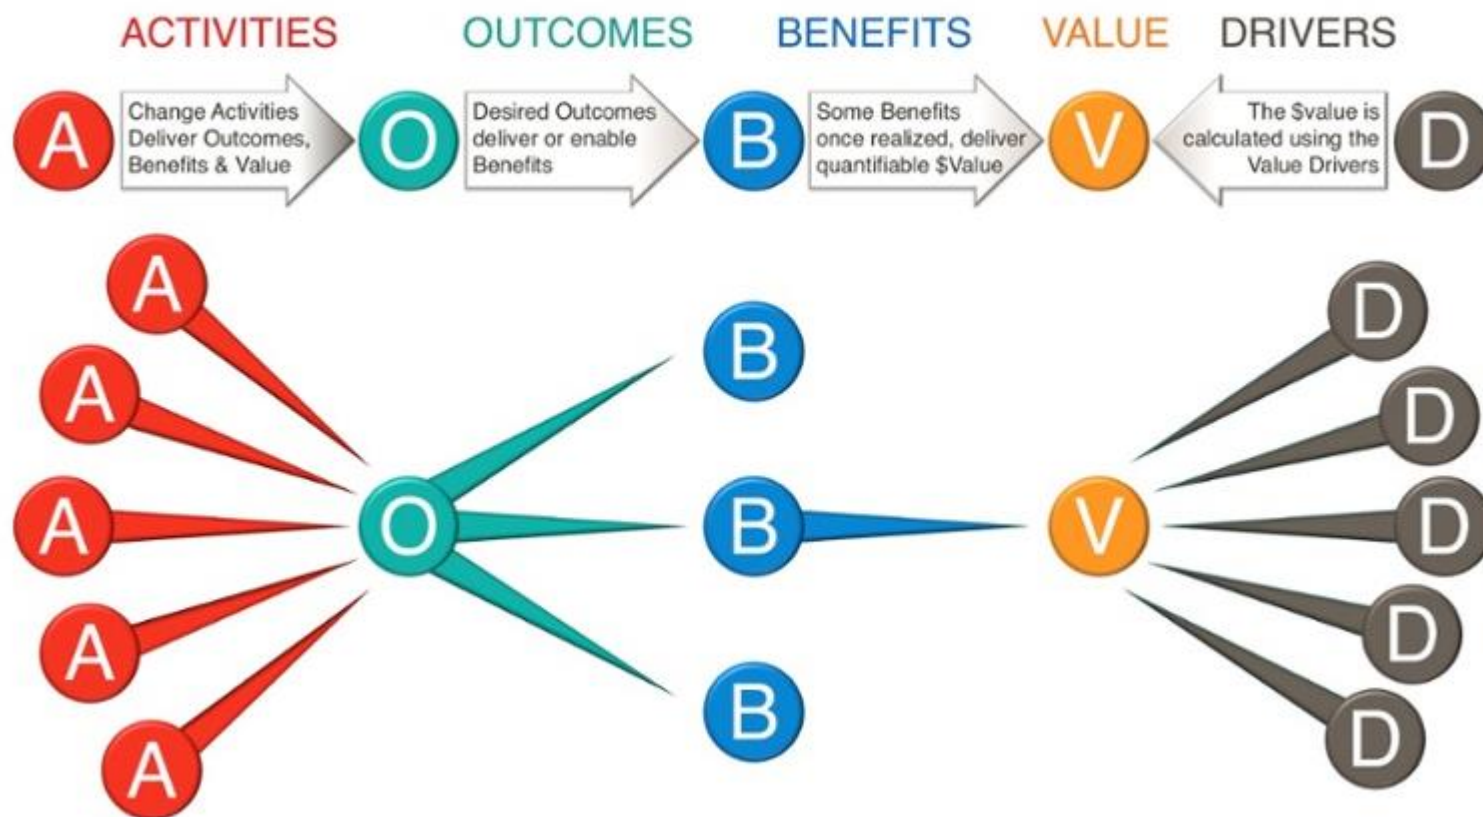 ACTIVITIES
OUTCOMES
BENEFITS
VALUE
DRIVERS
A
Change Activities
Deliver Outcomes,
Benefits & Value
O
Desired Outcomes
deliver or enable
Benefits
B
Some Benefits
once realized, deliver
quantifiable $Value
V
The $value is
calculated using the
Value Drivers
D
A
A
A
A
A
O
B
B
B
V
D
D
D
D
D